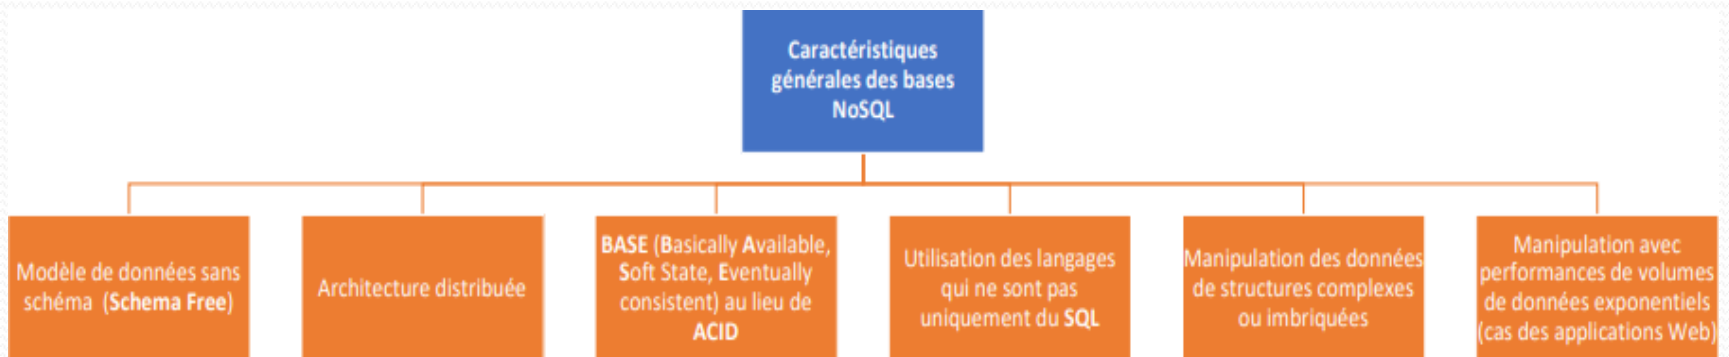 Caractéristiques
générales des bases
NoSQL
Modèle de données sans
schéma (Schema Free)
Architecture distribuée
BASE (Basically Available,
Soft State, Eventually
consistent) au lieu de
ACID
Utilisation des langages
qui ne sont pas
uniquement du SQL
Manipulation des données
de structures complexes
ou imbriquées
Manipulation avec
performances de volumes
de données exponentiels
(cas des applications Web)